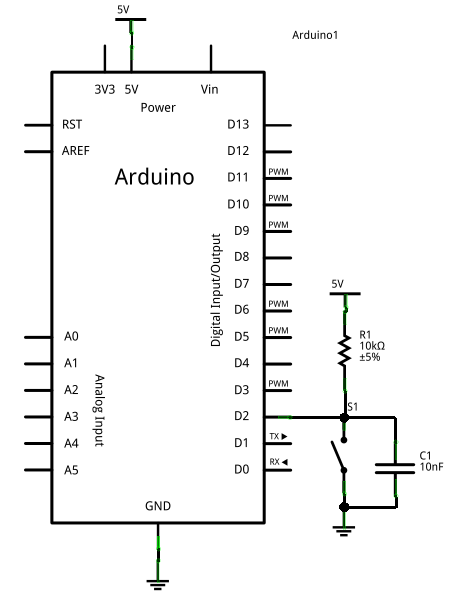 5V
Arduino1
3V3 5V Vin
Power
RST
AREF
Arduino
D13
D12
D11 PWM
D10 PWM
D9 PWM
D8
D7
D6 PWM
D5 PWM
D4
D3 PWM
D2
D1 TX ►
D0 RX ◄
Digital Input/Output
A0
A1
A2
A3
A4
A5
Analog Input
GND
5V
R1
10kΩ
±5%
S1
C1
10nF